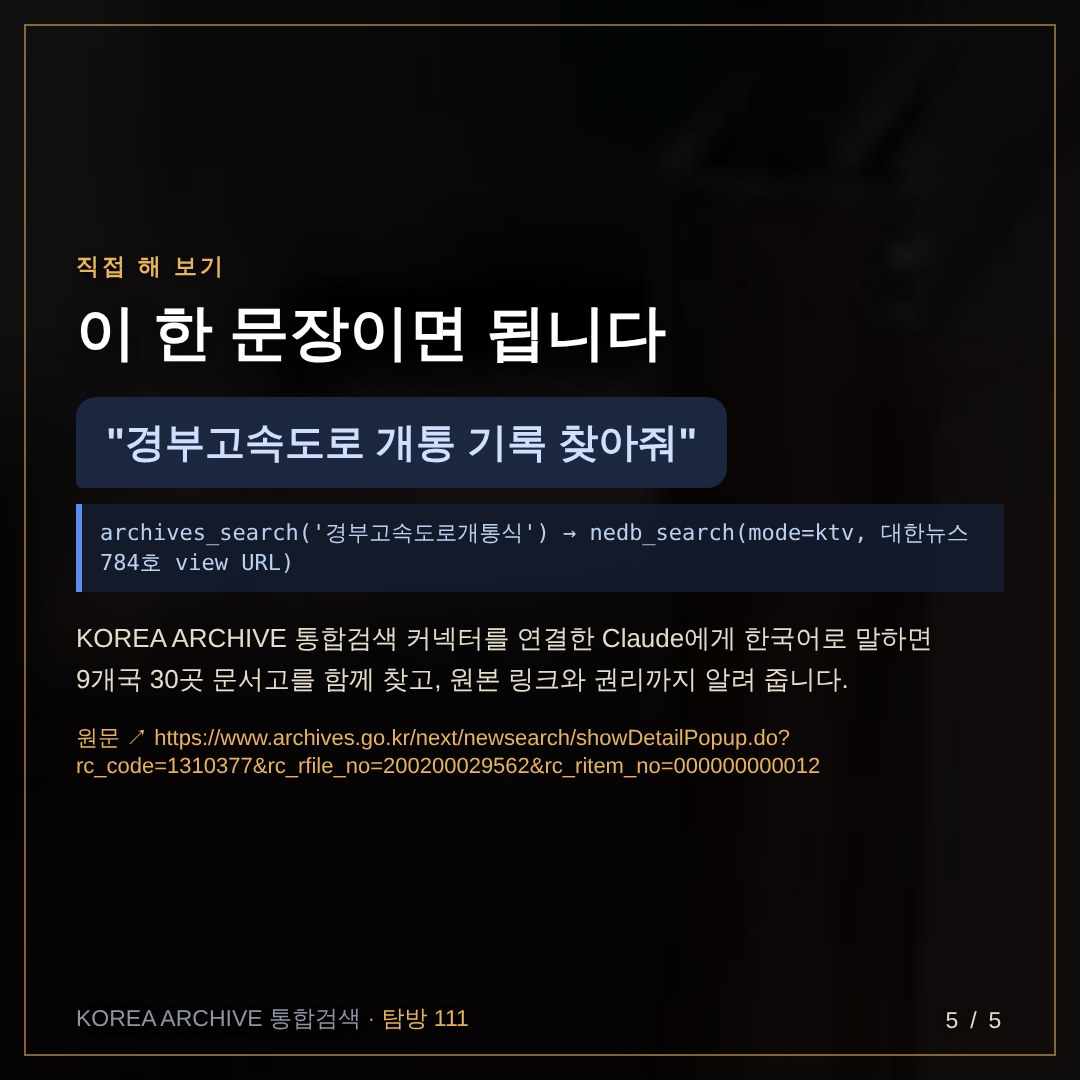 직접 해 보기
이 한 문장이면 됩니다
"경부고속도로 개통 기록 찾아줘"
archives_search('경부고속도로개통식') → nedb_search(mode=ktv, 대한뉴스
784호 view URL)
KOREA ARCHIVE 통합검색 커넥터를 연결한 Claude에게 한국어로 말하면
9개국 30곳 문서고를 함께 찾고, 원본 링크와 권리까지 알려 줍니다.
원문 ↗ https://www.archives.go.kr/next/newsearch/showDetailPopup.do?
rc_code=1310377&rc_rfile_no=200200029562&rc_ritem_no=000000000012
KOREA ARCHIVE 통합검색 · 탐방 111
5 / 5